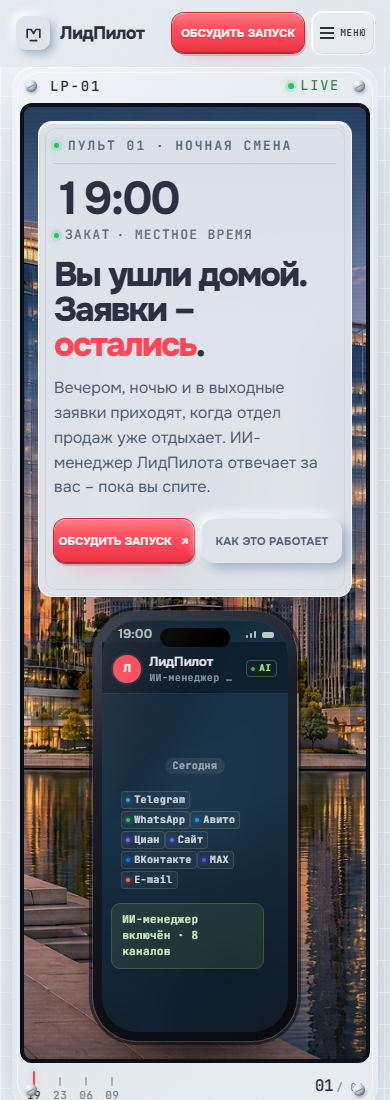 ЛидПилот
ОБСУДИТЬ ЗАПУСК
МЕНЮ
LP-01
LIVE
ПУЛЬТ 01 · НОЧНАЯ СМЕНА
19:00
ЗАКАТ · МЕСТНОЕ ВРЕМЯ
Вы ушли домой.
Заявки –
остались.
Вечером, ночью и в выходные
заявки приходят, когда отдел
продаж уже отдыхает. ИИ-
менеджер ЛидПилота отвечает за
вас – пока вы спите.
ОБСУДИТЬ ЗАПУСК ↗
КАК ЭТО РАБОТАЕТ
19:00
Л
ЛидПилот
ИИ-менеджер …
AI
Сегодня
Telegram
WhatsApp Авито
Циан Сайт
ВКонтакте MAX
E-mail
ИИ-менеджер
включён · 8
каналов
19 23 06 09
01 /